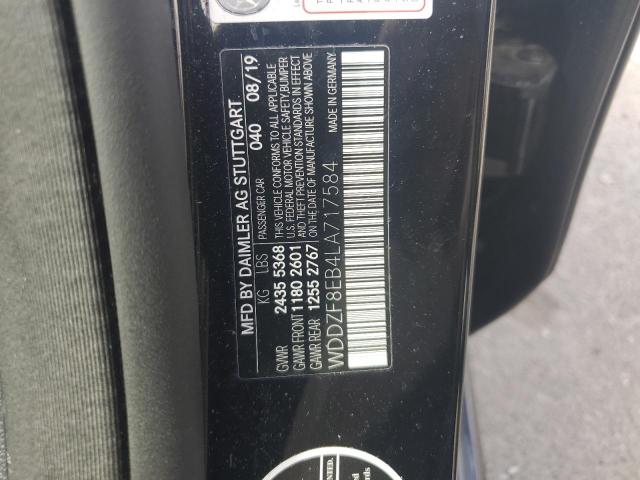 MFD BY DAIMLER AG STUTTGART
PASSENGER CAR 040 08/19
KG LBS
GVWR 2435 5368
GAWR FRONT 1180 2601
GAWR REAR 1255 2767
THIS VEHICLE CONFORMS TO ALL APPLICABLE
U.S. FEDERAL MOTOR VEHICLE SAFETY, BUMPER
AND THEFT PREVENTION STANDARDS IN EFFECT
ON THE DATE OF MANUFACTURE SHOWN ABOVE
WDDZF8EB4LA717584
MADE IN GERMANY